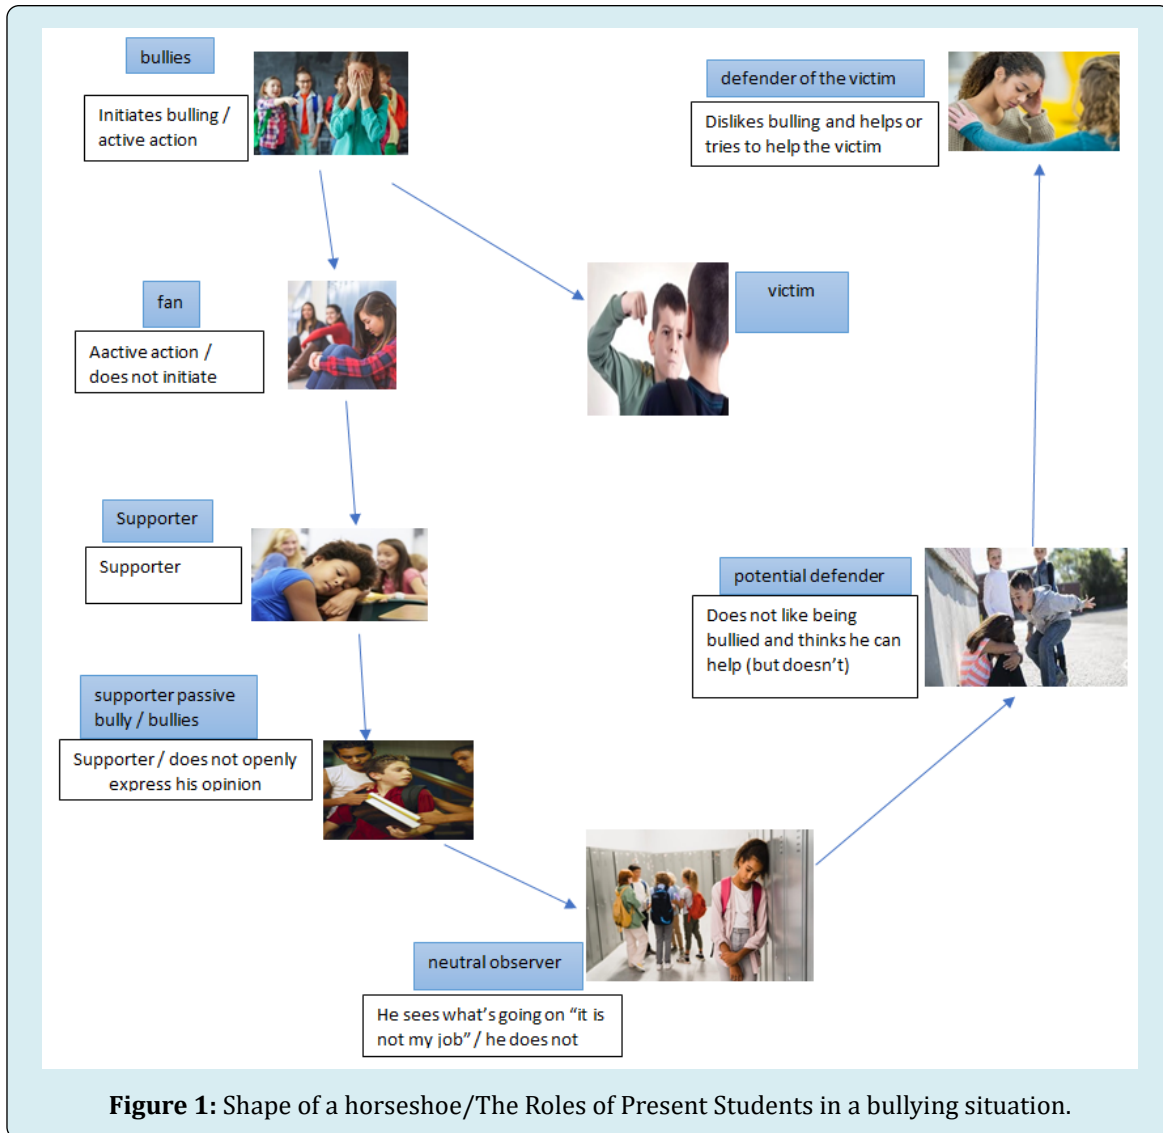 bullies
Initiates bulling /
active action
defender of the victim
Dislikes bulling and helps or
tries to help the victim
fan
Aactive action /
does not initiate
victim
Supporter
Supporter
potential defender
Does not like being
bullied and thinks he can
help (but doesn’t)
supporter passive
bully / bullies
Supporter / does not openly
express his opinion
neutral observer
He sees what’s going on “it is
not my job” / he does not
Figure 1: Shape of a horseshoe/The Roles of Present Students in a bullying situation.